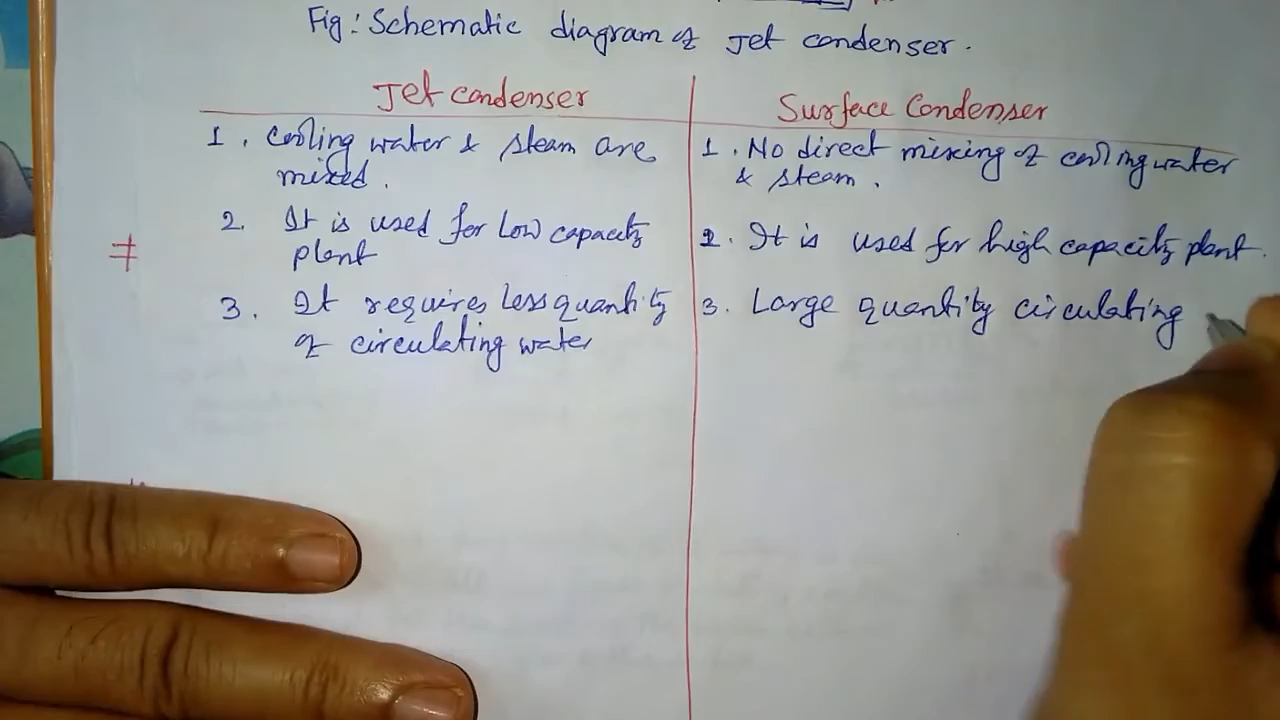 Fig: Schematic diagram of Jet condenser.
Jet condenser
Surface Condenser
1. Cooling water & steam are
mixed.
1. No direct mixing of cooling water
& steam.
2. It is used for low capacity
plant
2. It is used for high capacity plant.
≠
3. It requires less quantity
of circulating water
3. Large quantity circulating